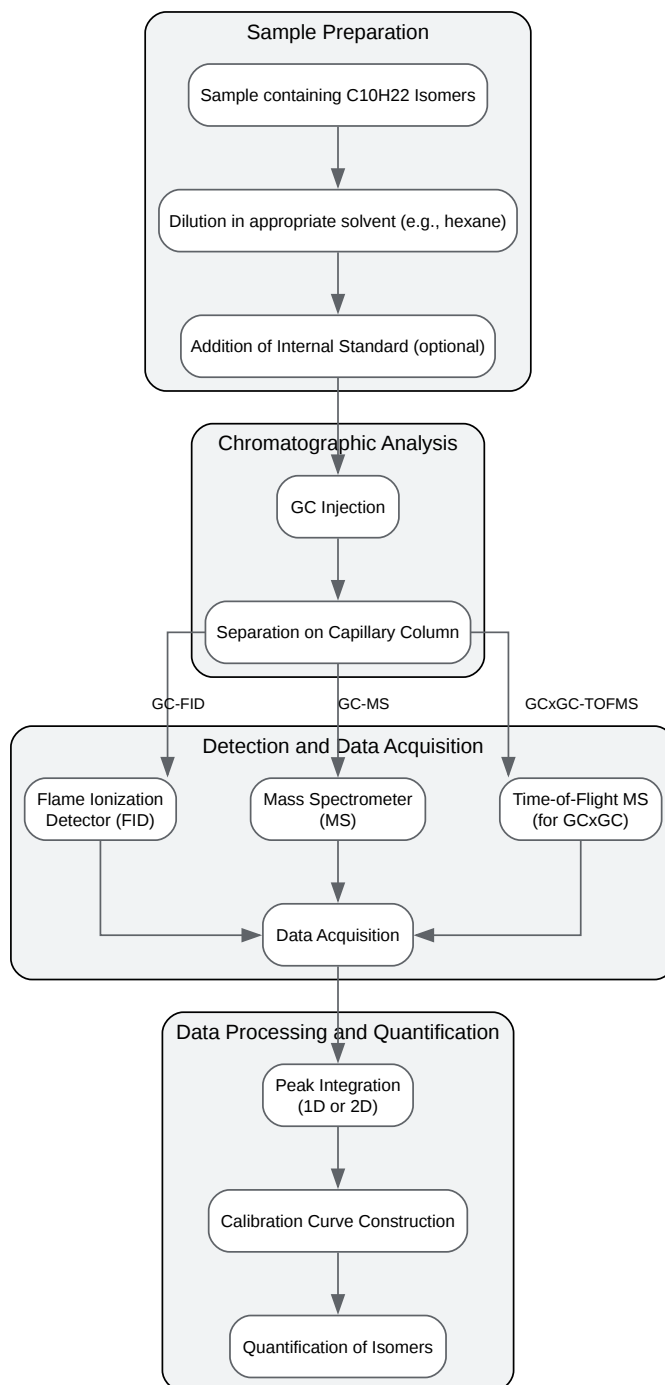 Sample Preparation
Sample containing C10H22 Isomers
Dilution in appropriate solvent (e.g., hexane)
Addition of Internal Standard (optional)
Chromatographic Analysis
GC Injection
Separation on Capillary Column
GC-FID
GC-MS
GCxGC-TOFMS
Detection and Data Acquisition
Flame Ionization
Detector (FID)
Mass Spectrometer
(MS)
Time-of-Flight MS
(for GCxGC)
Data Acquisition
Data Processing and Quantification
Peak Integration
(1D or 2D)
Calibration Curve Construction
Quantification of Isomers